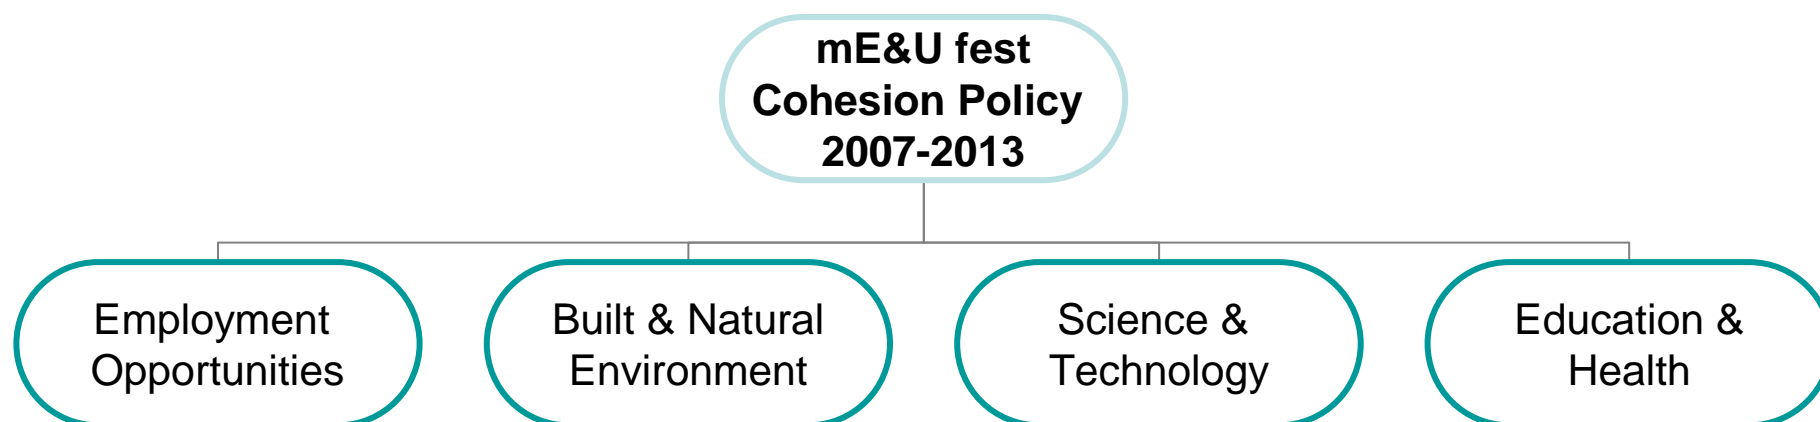 mE&U fest
Cohesion Policy
2007-2013
Employment
Opportunities
Built & Natural
Environment
Science &
Technology
Education &
Health